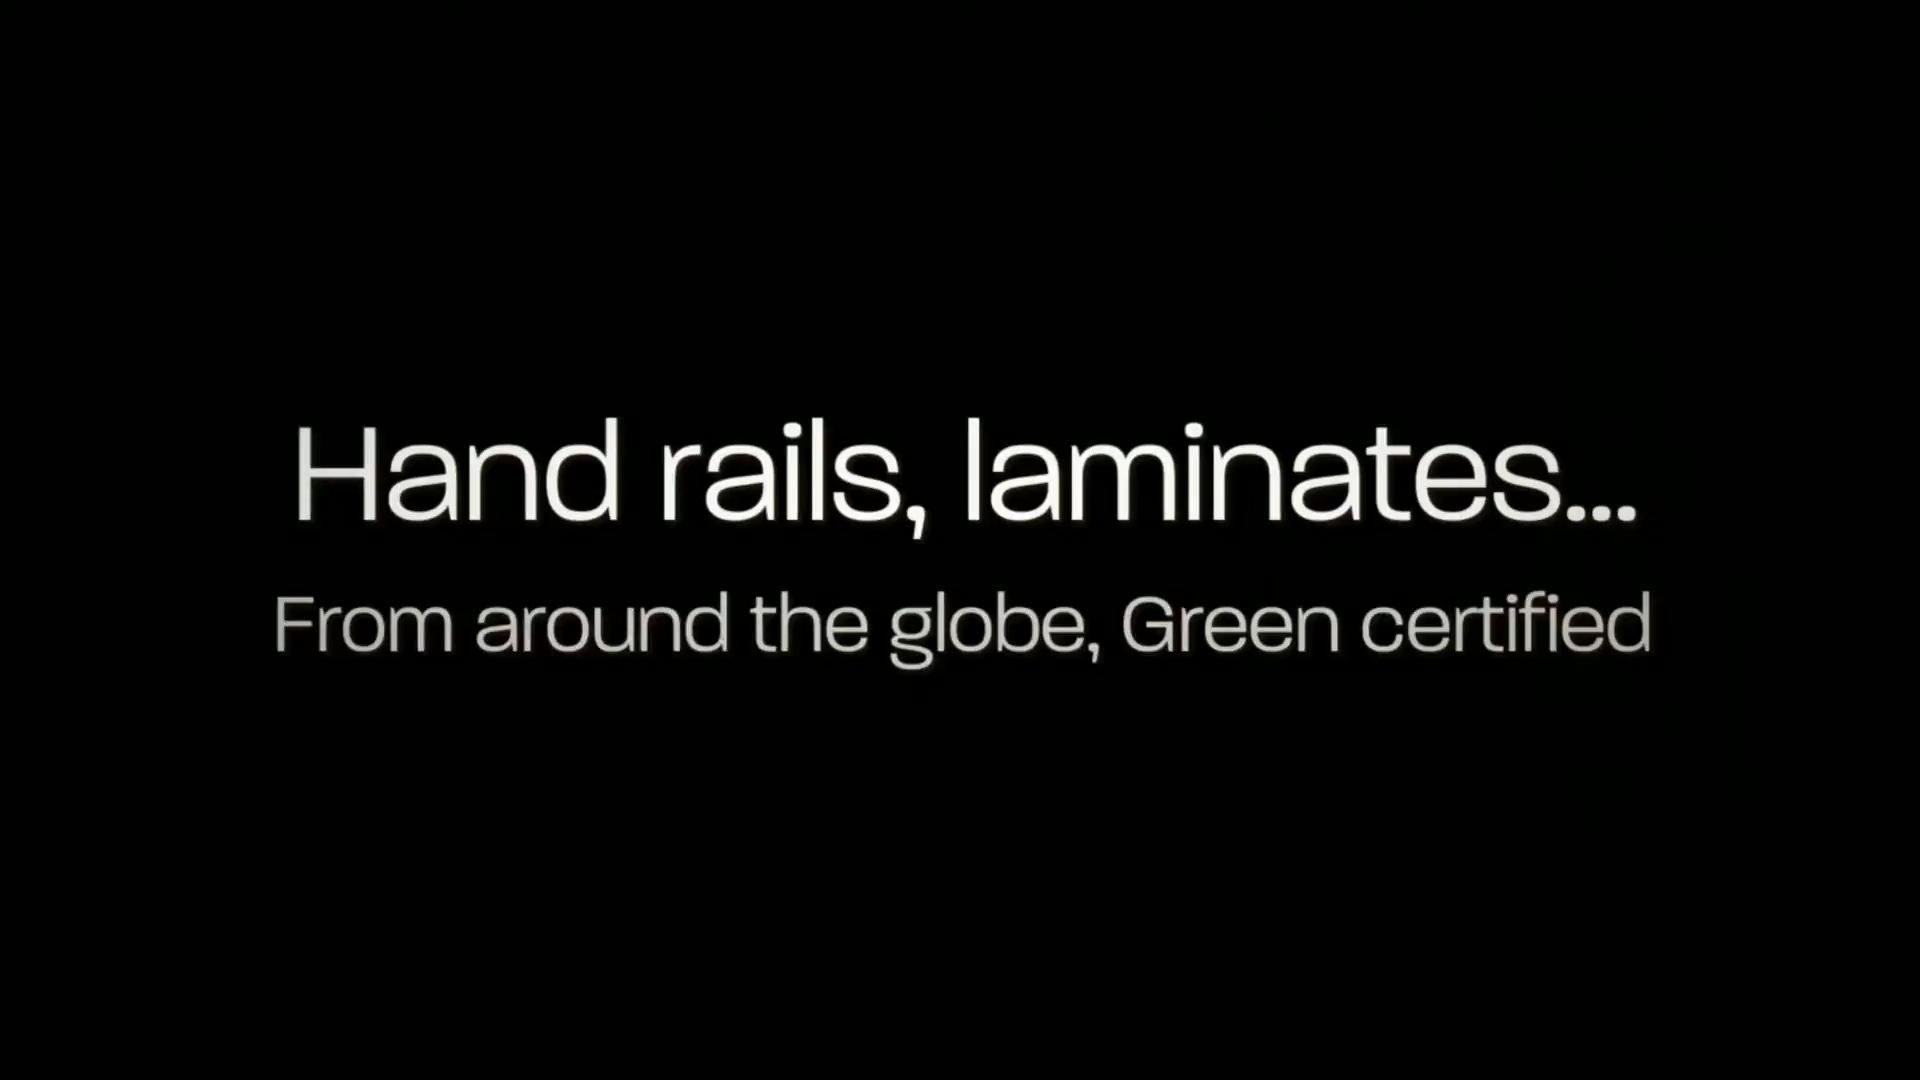 Hand rails, laminates...
From around the globe, Green certified